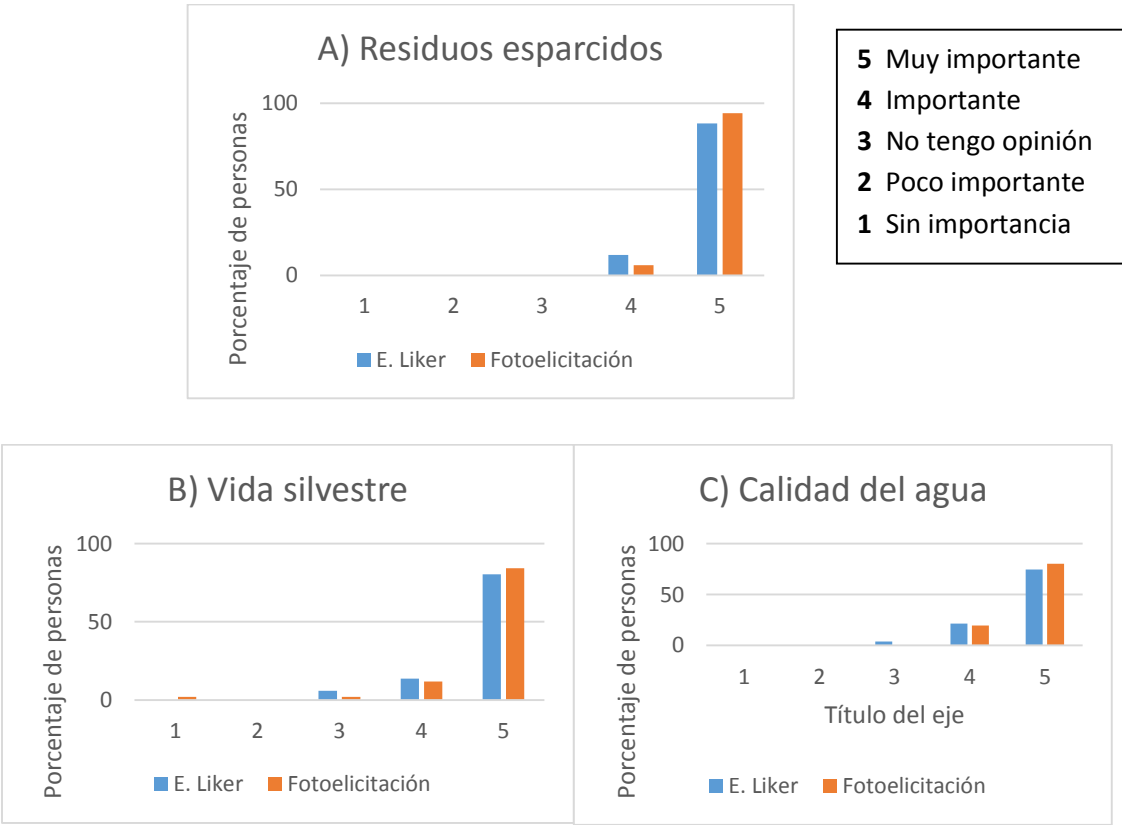 A) Residuos esparcidos
Porcentaje de personas
100
50
0
1 2 3 4 5
E. Liker Fotoelicitación
5 Muy importante
4 Importante
3 No tengo opinión
2 Poco importante
1 Sin importancia
B) Vida silvestre
Porcentaje de personas
100
50
0
1 2 3 4 5
E. Liker Fotoelicitación
C) Calidad del agua
Porcentaje de personas
100
50
0
1 2 3 4 5
Título del eje
E. Liker Fotoelicitación